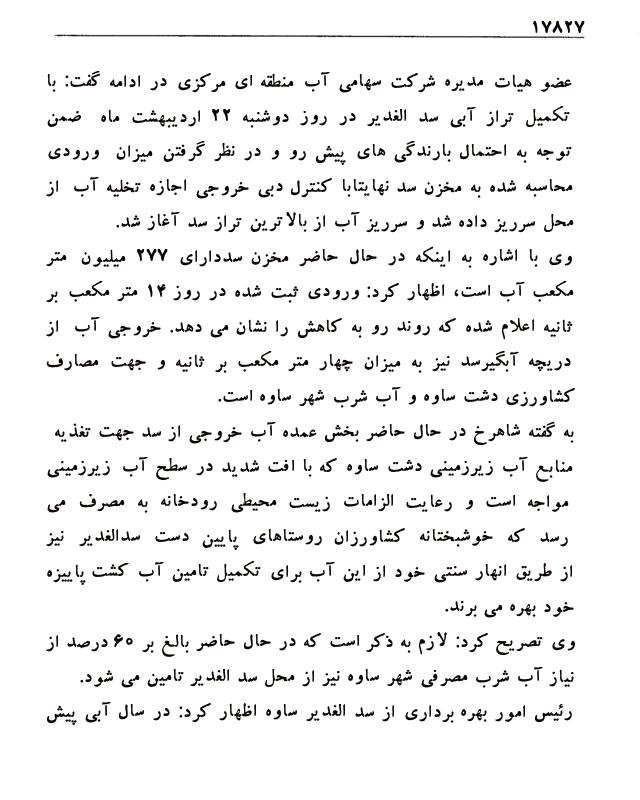 ۱۷۸۲۷
عضو هیات مدیره شرکت سهامی آب منطقه ای مرکزی در ادامه گفت: با
تکمیل تراز آبی سد الغدیر در روز دوشنبه ۲۲ اردیبهشت ماه ضمن
توجه به احتمال بارندگی های پیش رو و در نظر گرفتن میزان ورودی
محاسبه شده به مخزن سد نهایتابا کنترل دبی خروجی اجازه تخلیه آب از
محل سرریز داده شد و سرریز آب از بالاترین تراز سد آغاز شد.
وی با اشاره به اینکه در حال حاضر مخزن سددارای ۲۷۷ میلیون متر
مکعب آب است، اظهار کرد: ورودی ثبت شده در روز ۱۴ متر مکعب بر
ثانیه اعلام شده که روند رو به کاهش را نشان می دهد. خروجی آب از
دریچه آبگیرسد نیز به میزان چهار متر مکعب بر ثانیه و جهت مصارف
کشاورزی دشت ساوه و آب شرب شهر ساوه است.
به گفته شاهرخ در حال حاضر بخش عمده آب خروجی از سد جهت تغذیه
منابع آب زیرزمینی دشت ساوه که با افت شدید در سطح آب زیرزمینی
مواجه است و رعایت الزامات زیست محیطی رودخانه به مصرف می
رسد که خوشبختانه کشاورزان روستاهای پایین دست سدالغدیر نیز
از طریق انهار سنتی خود از این آب برای تکمیل تامین آب کشت پاییزه
خود بهره می برند.
وی تصریح کرد: لازم به ذکر است که در حال حاضر بالغ بر ۶۰ درصد از
نیاز آب شرب مصرفی شهر ساوه نیز از محل سد الغدیر تامین می شود.
رئیس امور بهره برداری از سد الغدیر ساوه اظهار کرد: در سال آبی پیش